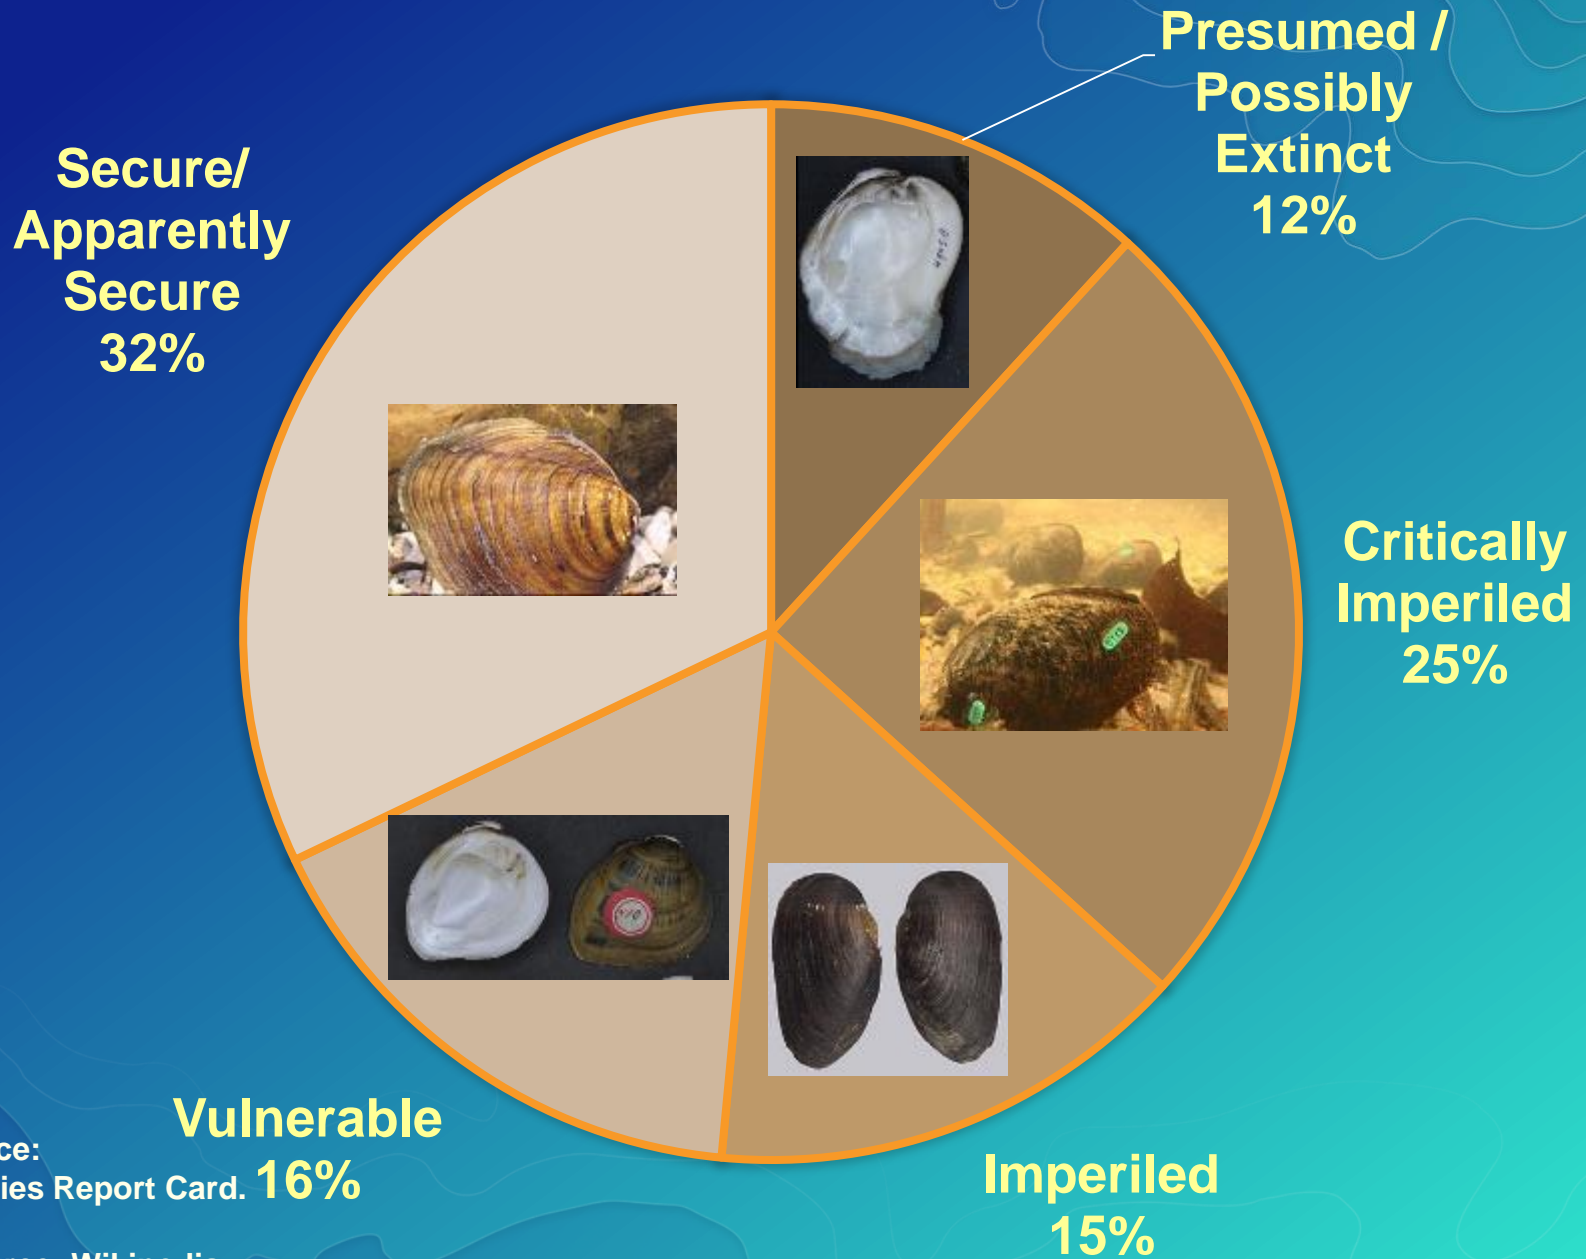 Presumed /
Possibly
Extinct
12%
Secure/
Apparently
Secure
32%
Critically
Imperiled
25%
Vulnerable
16%
Imperiled
15%
ce:
ies Report Card.